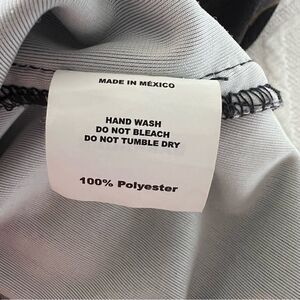 MADE IN MÉXICO
HAND WASH
DO NOT BLEACH
DO NOT TUMBLE DRY
100% Polyester